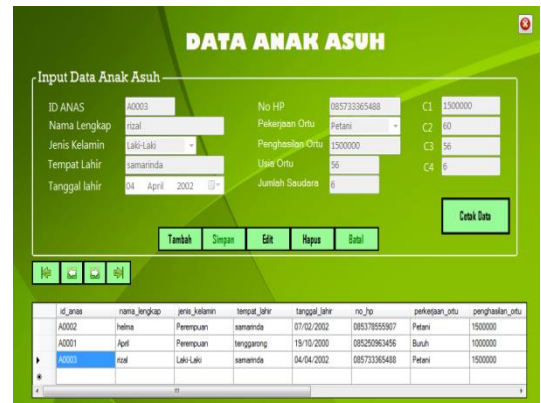 DATA ANAK ASUH
Input Data Anak Asuh
ID ANAS A0003 No HP 085733365488 C1 1500000
Nama Lengkap rizal Pekerjaan Ortu Petani C2 60
Jenis Kelamin Laki-Laki Penghasilan Ortu 1500000 C3 56
Tempat Lahir samarinda Usia Ortu 56 C4 6
Tanggal lahir 04 April 2002 Jumlah Saudara 6
Cetak Data
Tambah Simpan Edit Hapus Batal
id_anas nama_lengkap jenis_kelamin tempat_lahir tanggal_lahir no_hp perkerjaan_ortu penghasilan_ortu
A0002 helma Perempuan samarinda 07/02/2002 085378555907 Petani 1500000
A0001 April Perempuan tenggarong 19/10/2000 085250963456 Buruh 1000000
A0003 rizal Laki-Laki samarinda 04/04/2002 085733365488 Petani 1500000